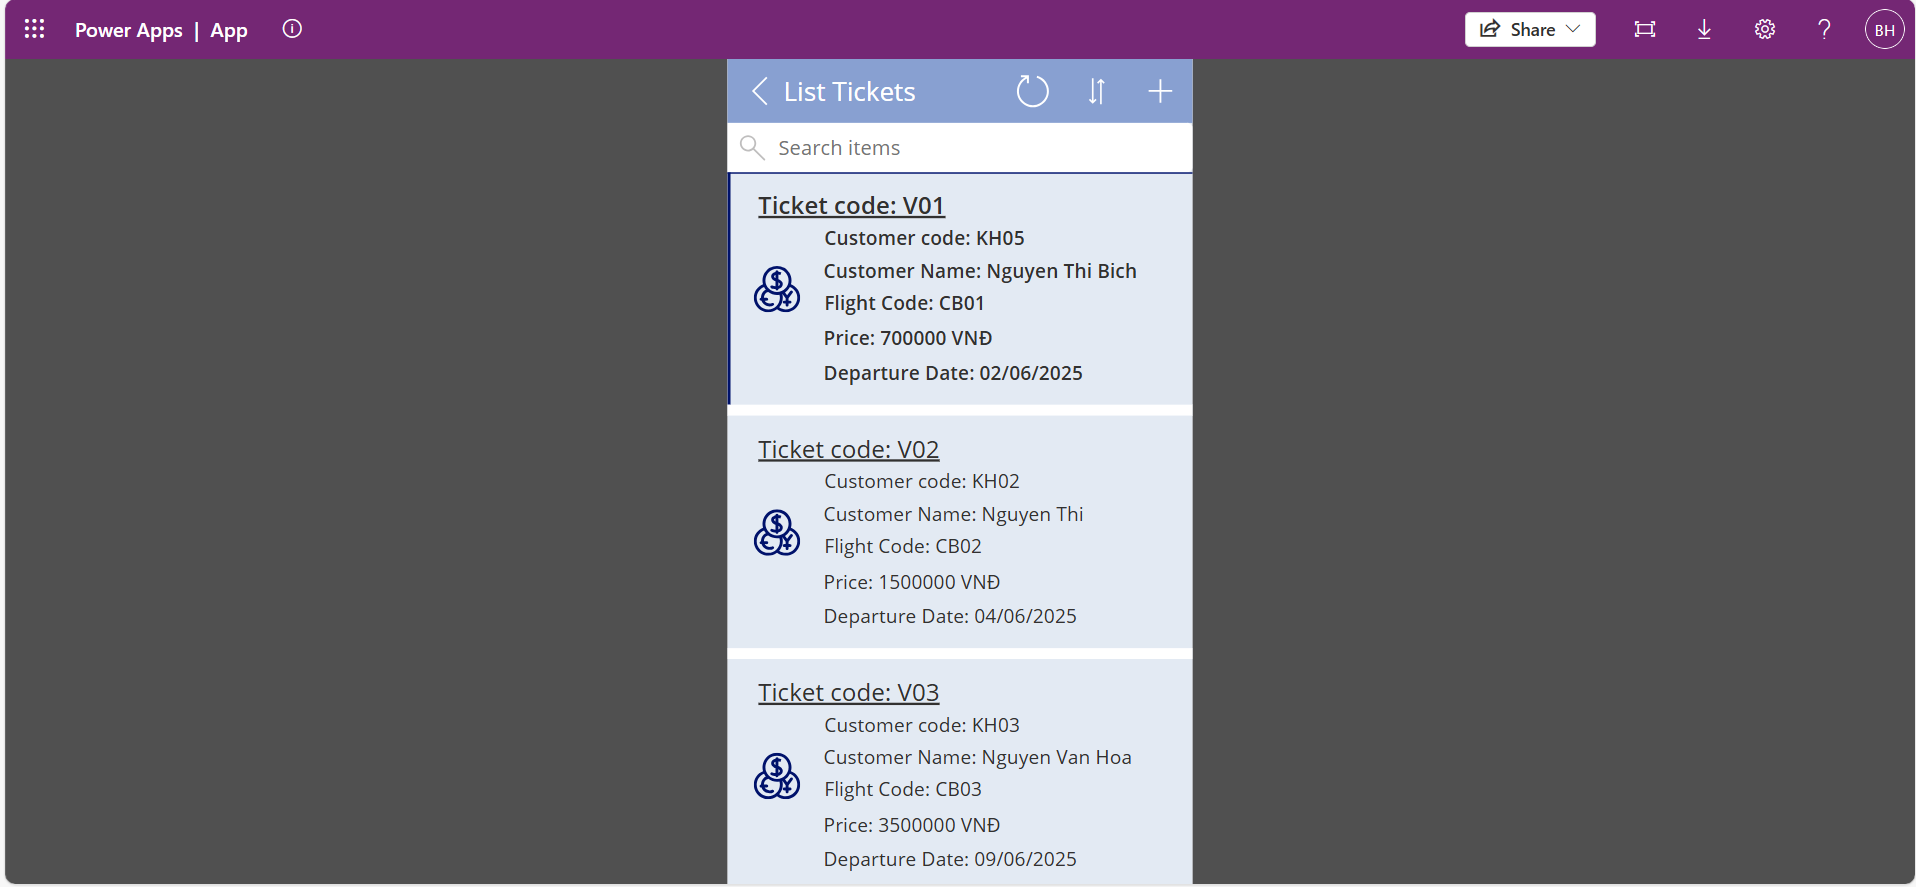 Power Apps | App
Share
?
BH
List Tickets
Search items
Ticket code: V01
Customer code: KH05
Customer Name: Nguyen Thi Bich
Flight Code: CB01
Price: 700000 VNĐ
Departure Date: 02/06/2025
Ticket code: V02
Customer code: KH02
Customer Name: Nguyen Thi
Flight Code: CB02
Price: 1500000 VNĐ
Departure Date: 04/06/2025
Ticket code: V03
Customer code: KH03
Customer Name: Nguyen Van Hoa
Flight Code: CB03
Price: 3500000 VNĐ
Departure Date: 09/06/2025